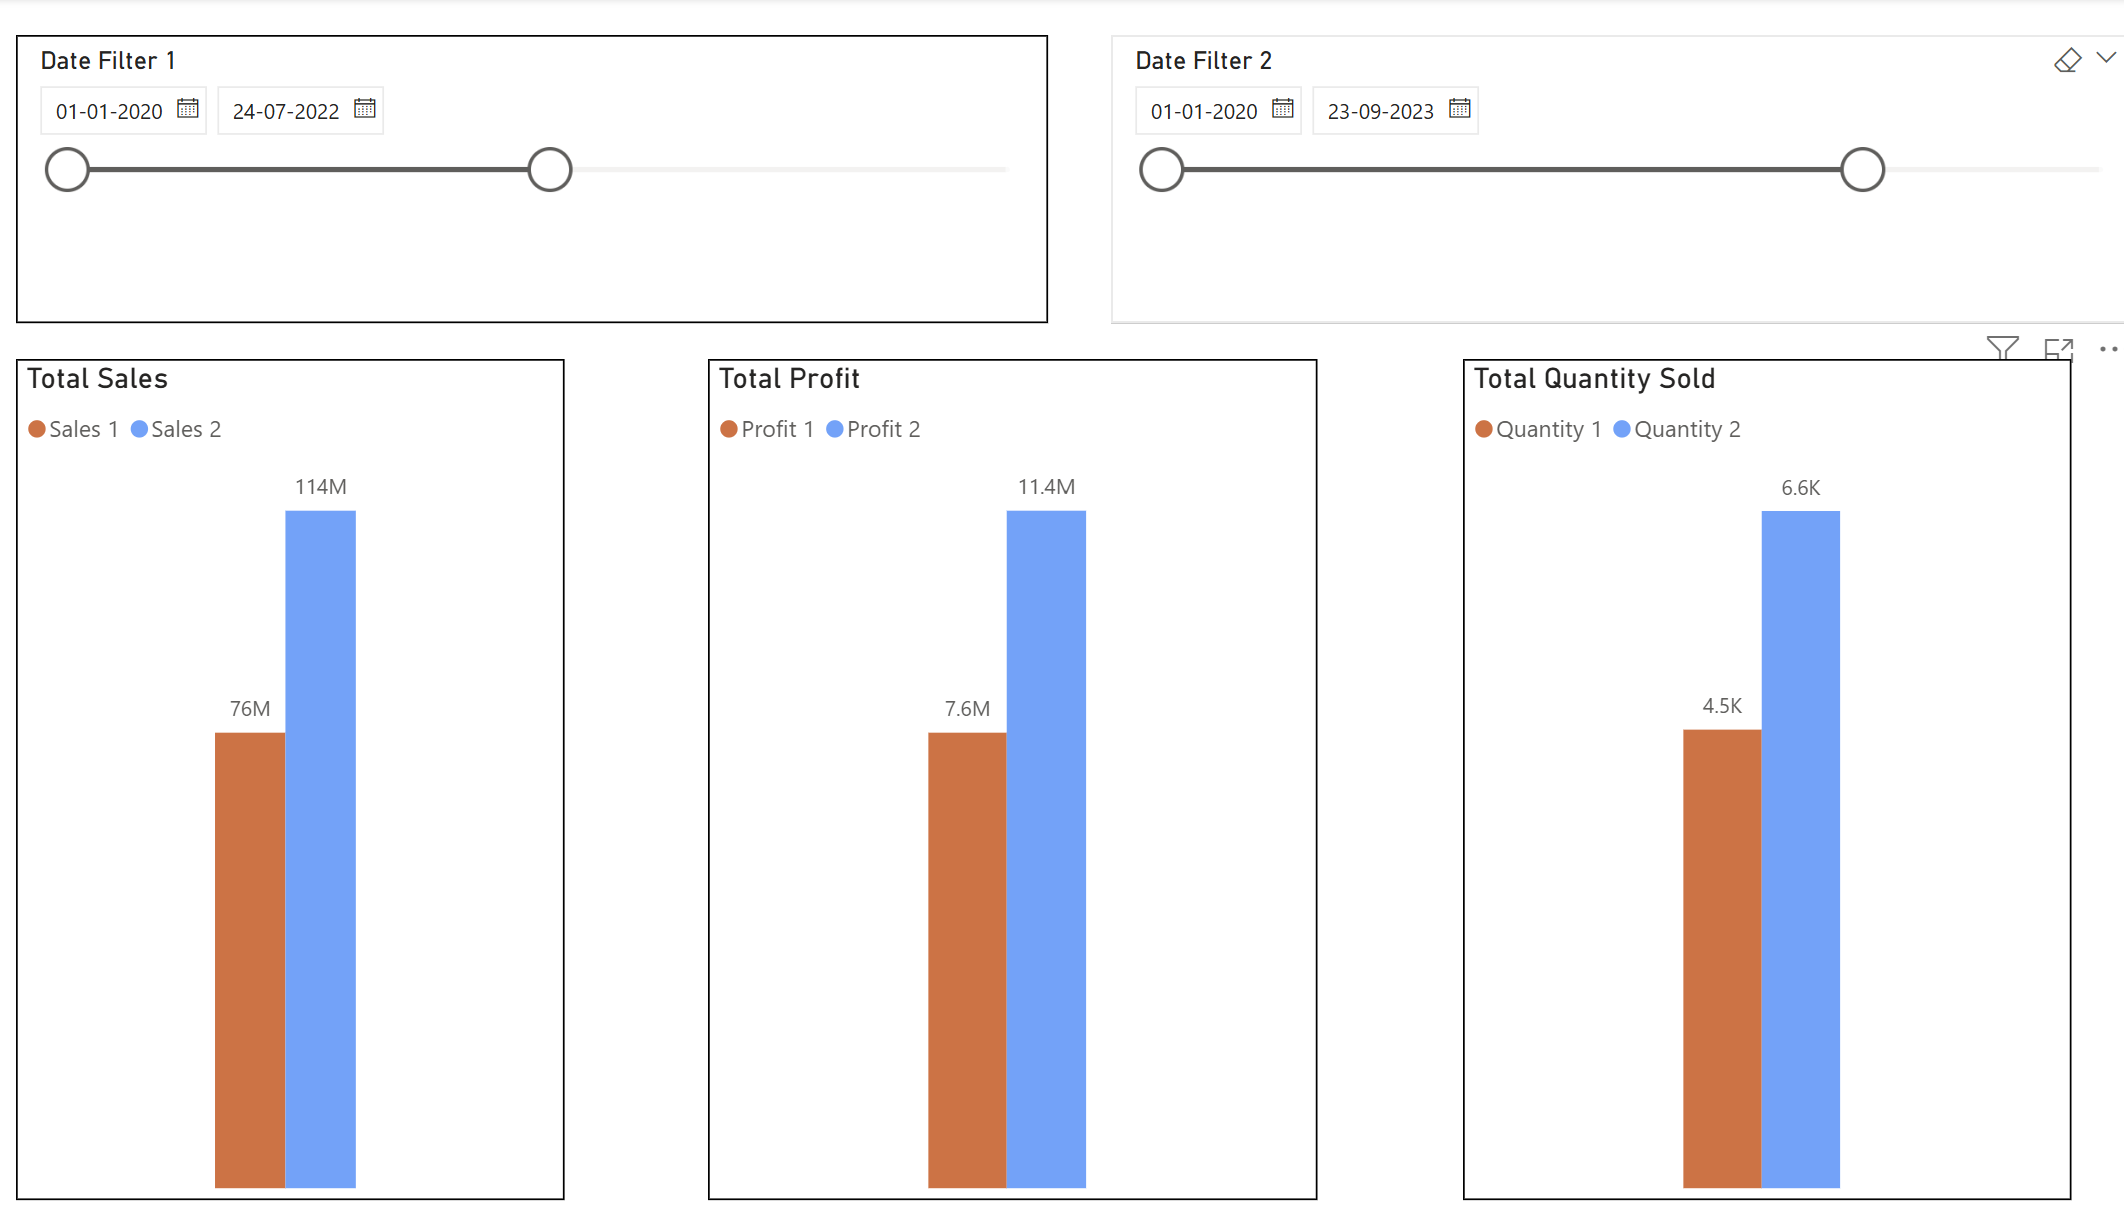 Date Filter 1
01-01-2020 24-07-2022
Date Filter 2
01-01-2020 23-09-2023
Total Sales
Sales 1 Sales 2
114M
76M
Total Profit
Profit 1 Profit 2
11.4M
7.6M
Total Quantity Sold
Quantity 1 Quantity 2
6.6K
4.5K